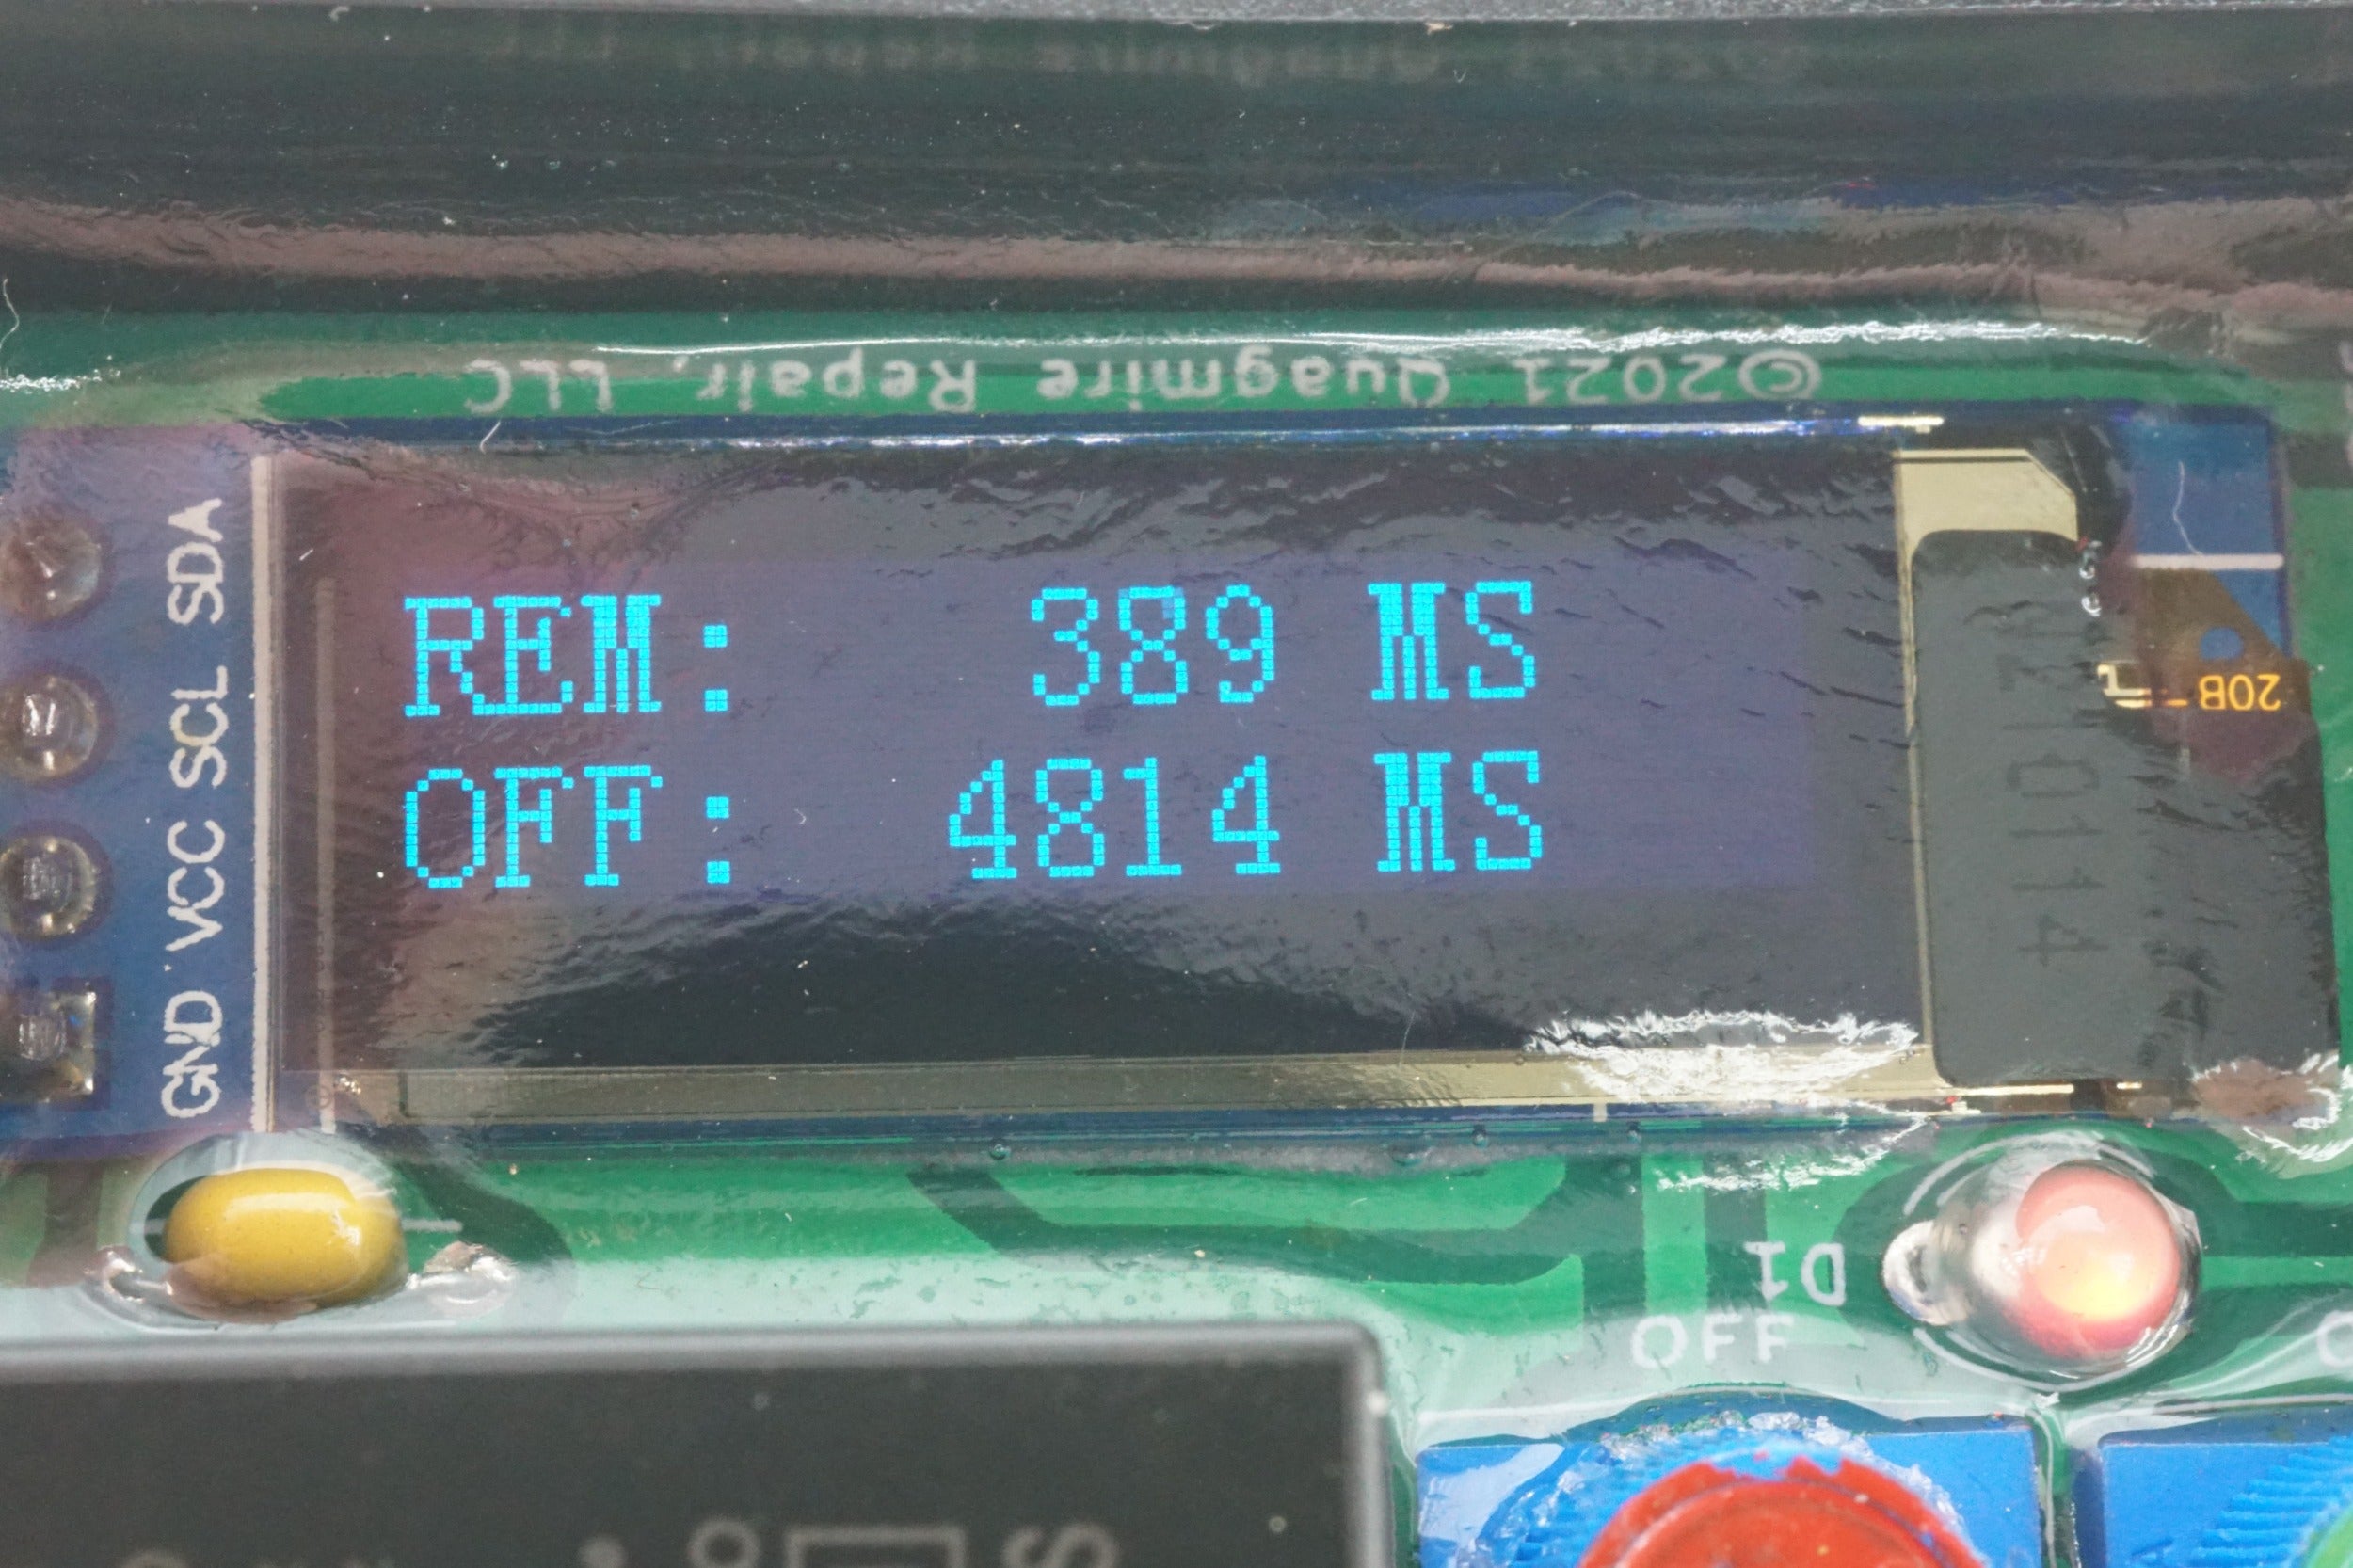 ©2021 Quagmire Repair, LLC
SDA
SCL
VCC
GND
REM: 389 MS
OFF: 4814 MS
20B
D1
OFF